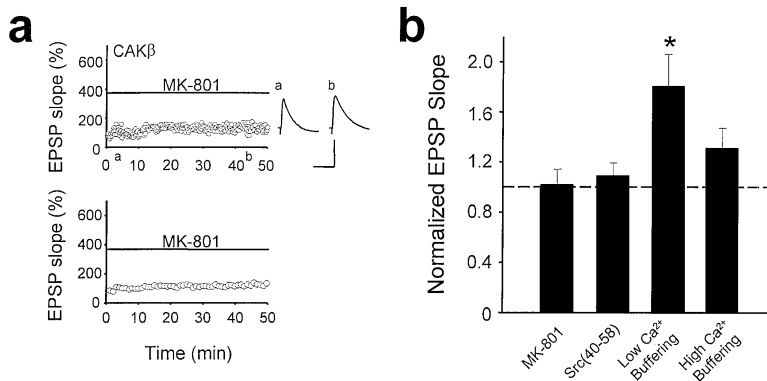 a
CAKβ
MK-801
EPSP slope (%)
600
400
200
0
a
b
0 10 20 30 40 50
a
b
MK-801
EPSP slope (%)
600
400
200
0
0 10 20 30 40 50
Time (min)
b
Normalized EPSP Slope
2.0
1.6
1.2
0.8
0.4
0
*
MK-801
Src(40-58)
Low Ca²⁺
Buffering
High Ca²⁺
Buffering